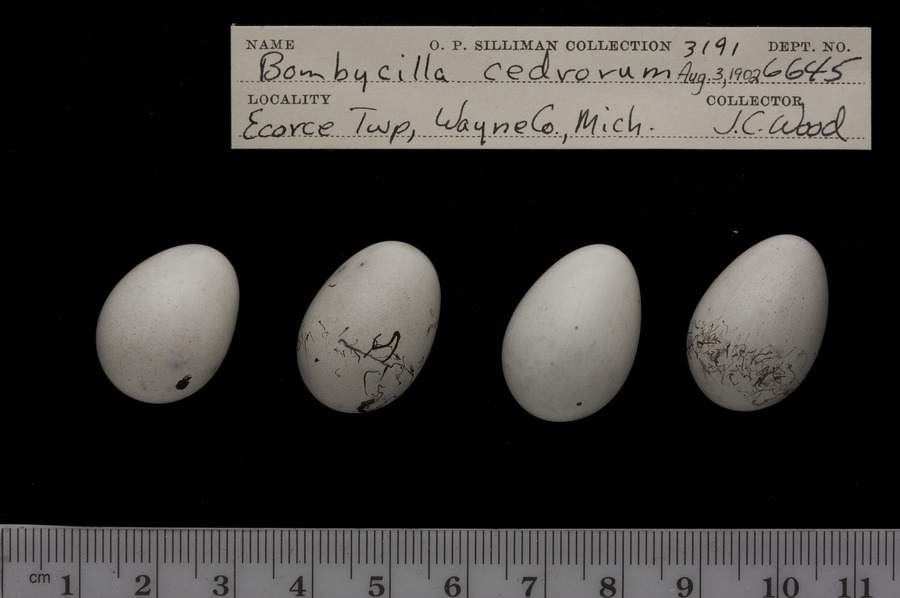 NAME O. P. SILLIMAN COLLECTION 3191 DEPT. NO.
Bombycilla cedrorum Aug. 3, 1902 6645
LOCALITY COLLECTOR
Ecorce Twp, Wayne Co., Mich. J.C. Wood
cm 1 2 3 4 5 6 7 8 9 10 11